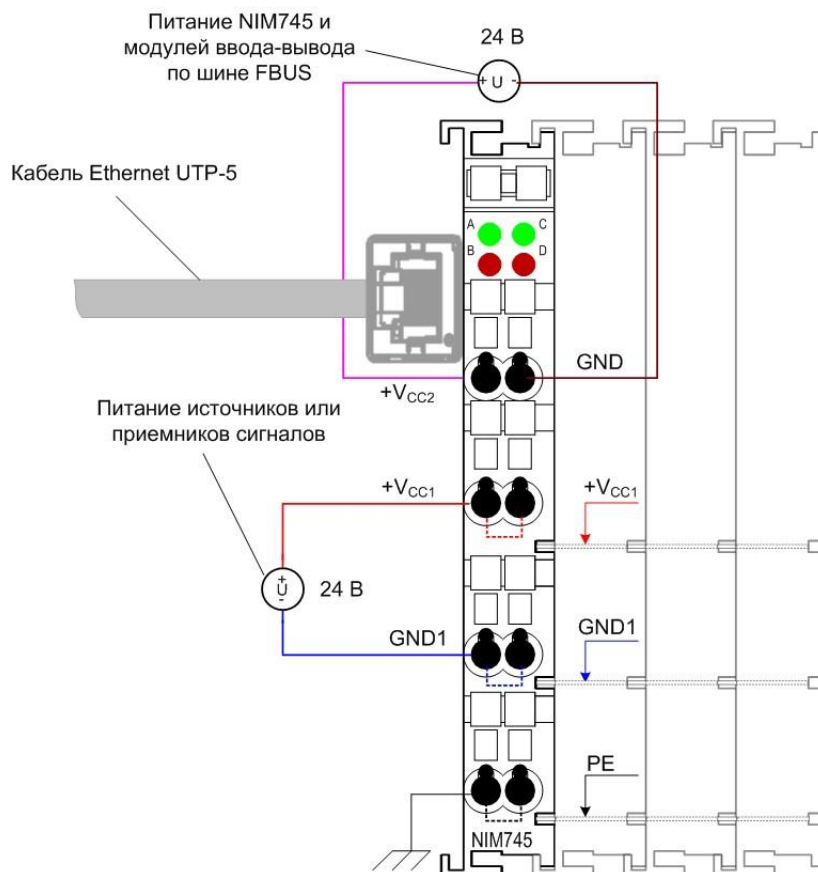 Питание NIM745 и
модулей ввода-вывода
по шине FBUS
24 В
+ U -
Кабель Ethernet UTP-5
A
C
B
D
GND
+VCC2
Питание источников или
приемников сигналов
+VCC1
+VCC1
+
U
-
24 В
GND1
GND1
PE
NIM745